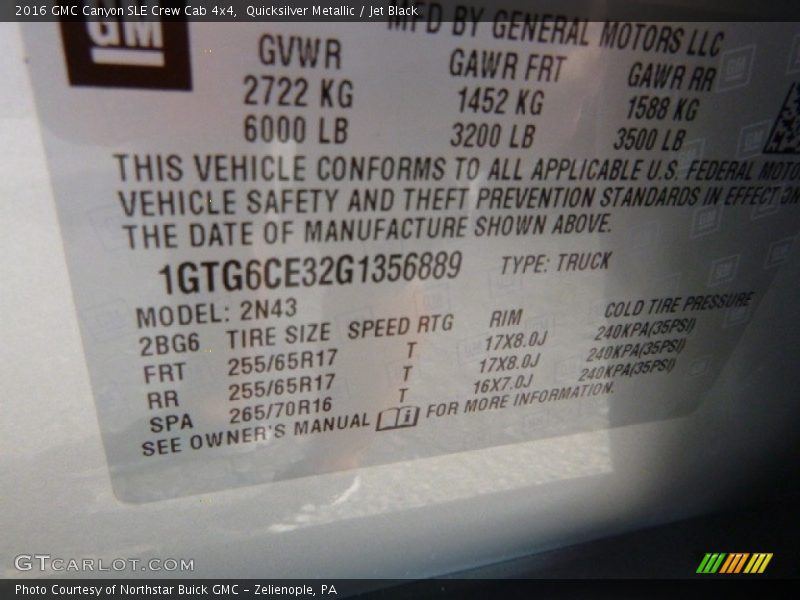 2016 GMC Canyon SLE Crew Cab 4x4,  Quicksilver Metallic / Jet Black
GM
MFD BY GENERAL MOTORS LLC
GVWR GAWR FRT GAWR RR
2722 KG 1452 KG 1588 KG
6000 LB 3200 LB 3500 LB
THIS VEHICLE CONFORMS TO ALL APPLICABLE U.S. FEDERAL MOTO
VEHICLE SAFETY AND THEFT PREVENTION STANDARDS IN EFFECT ON
THE DATE OF MANUFACTURE SHOWN ABOVE.
1GTG6CE32G1356889 TYPE: TRUCK
MODEL: 2N43
2BG6 TIRE SIZE SPEED RTG RIM COLD TIRE PRESSURE
FRT 255/65R17 T 17X8.0J 240KPA(35PSI)
RR 255/65R17 T 17X8.0J 240KPA(35PSI)
SPA 265/70R16 T 16X7.0J 240KPA(35PSI)
SEE OWNER'S MANUAL FOR MORE INFORMATION.
GTCARLOT.COM
Photo Courtesy of Northstar Buick GMC - Zelienople, PA